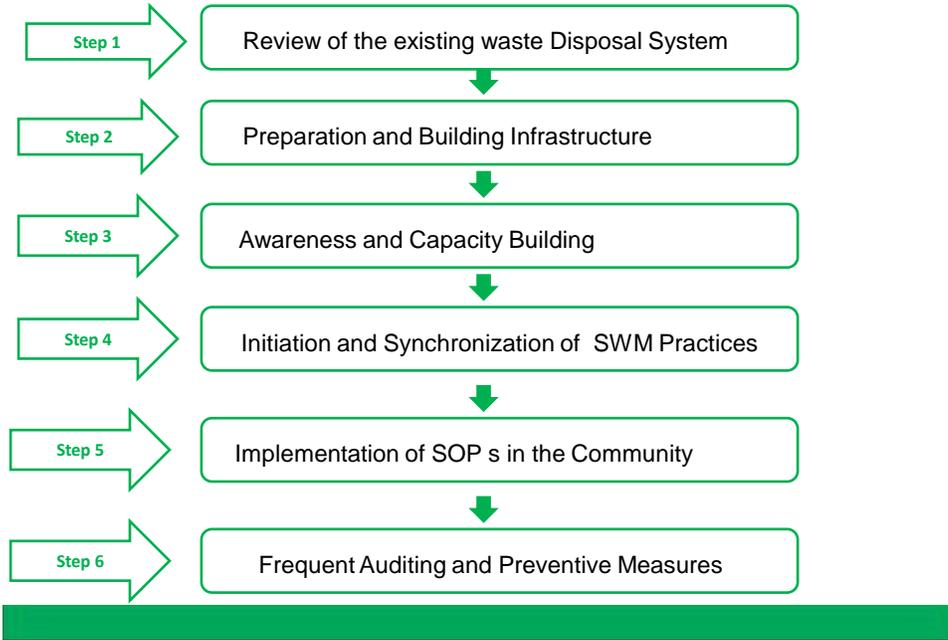 Step 1
Review of the existing waste Disposal System
Step 2
Preparation and Building Infrastructure
Step 3
Awareness and Capacity Building
Step 4
Initiation and Synchronization of SWM Practices
Step 5
Implementation of SOP s in the Community
Step 6
Frequent Auditing and Preventive Measures